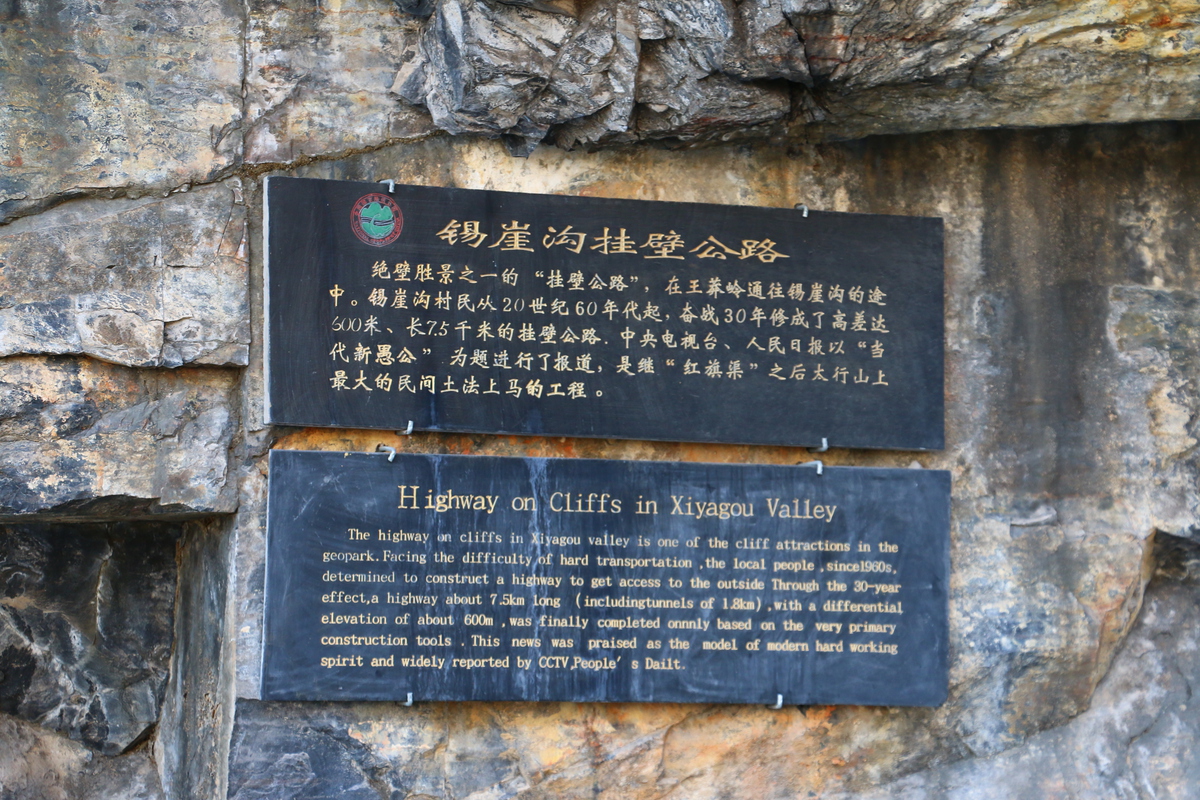 锡崖沟挂壁公路
绝壁胜景之一的“挂壁公路”,在王莽岭通往锡崖沟的途
中。锡崖沟村民从20世纪60年代起,奋战30年修成了高差达
600米、长7.5千米的挂壁公路.中央电视台、人民日报以“当
代新愚公”为题进行了报道,是继“红旗渠”之后太行山上
最大的民间土法上马的工程。
Highway on Cliffs in Xiyagou Valley
The highway on cliffs in Xiyagou valley is one of the cliff attractions in the
geopark.Facing the difficulty of hard transportation ,the local people ,since1960s,
determined to construct a highway to get access to the outside Through the 30-year
effect,a highway about 7.5km long (includingtunnels of 1.8km),with a differential
elevation of about 600m ,was finally completed onnnly based on the very primary
construction tools .This news was praised as the model of modern hard working
spirit and widely reported by CCTV,People's Dailt.